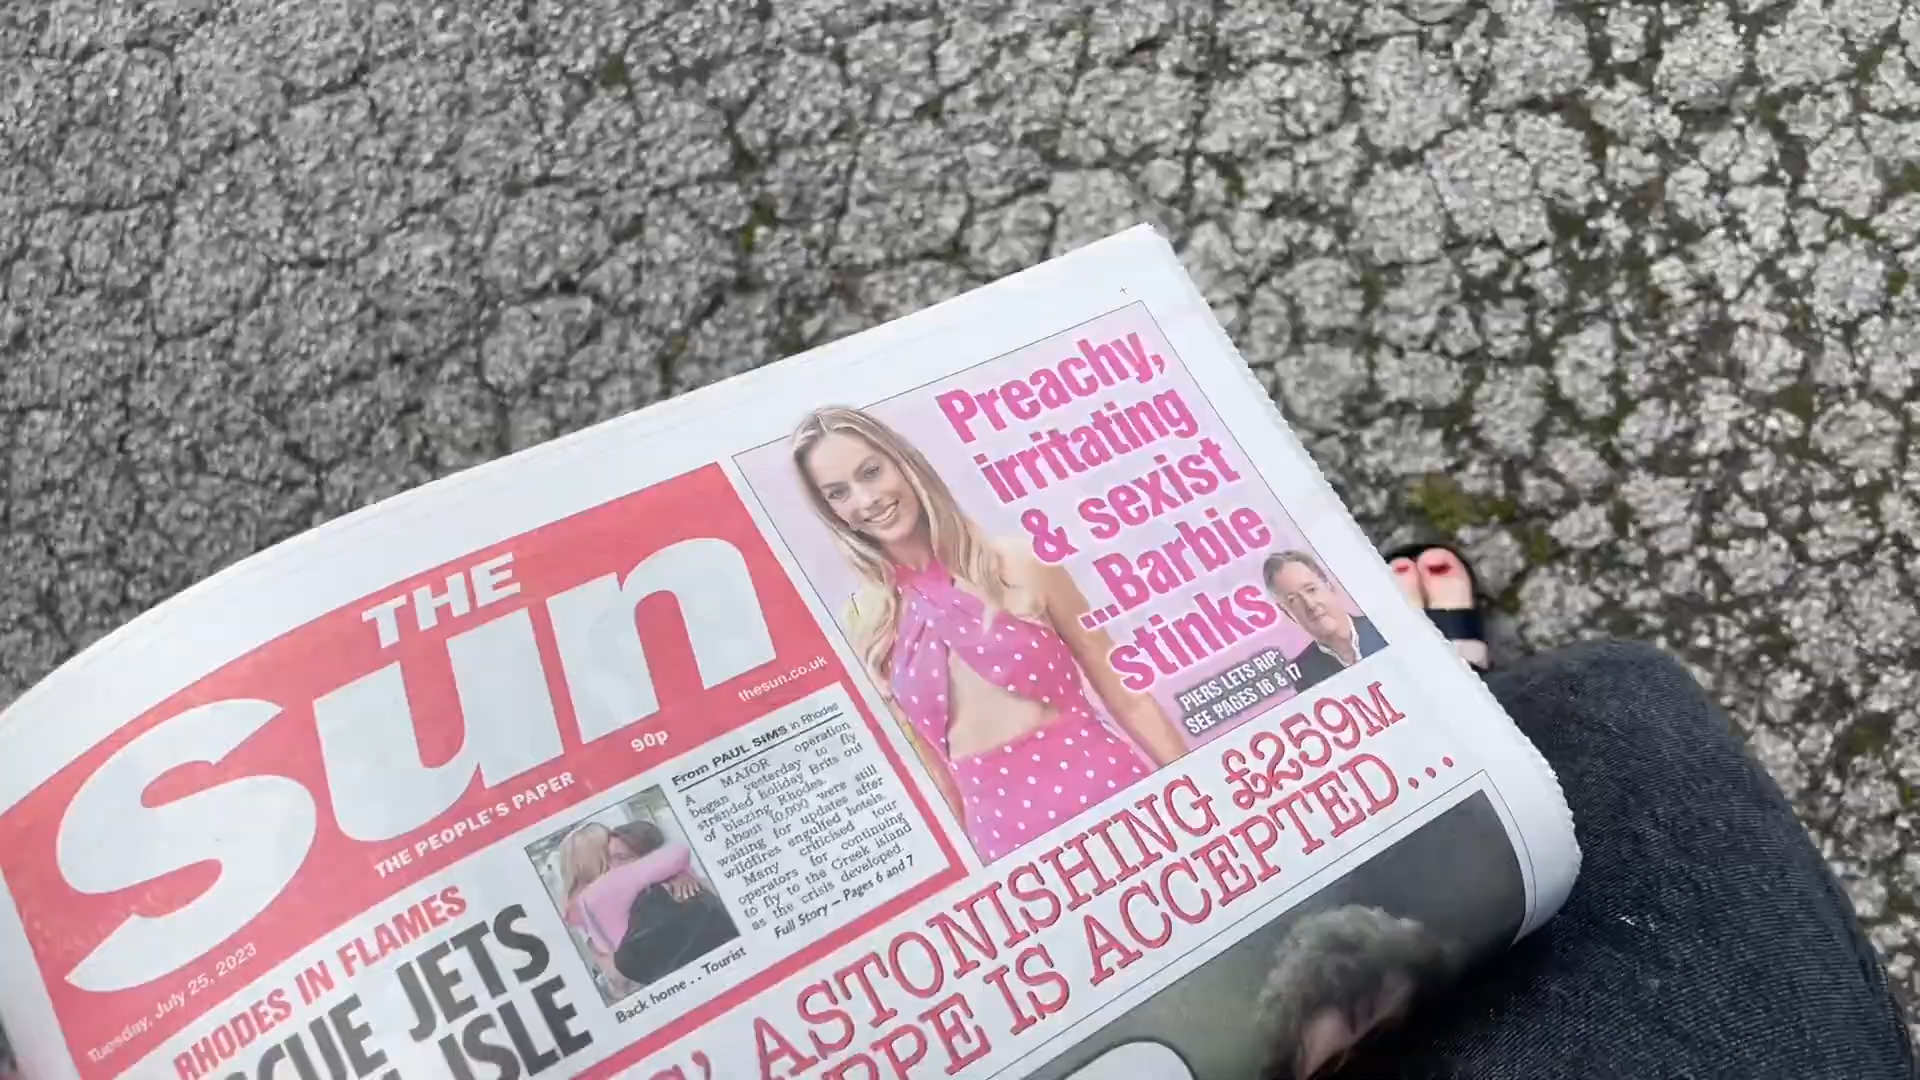 THE
Sun
thesun.co.uk
90p
THE PEOPLE'S PAPER
Tuesday, July 25, 2023
Preachy,
irritating
& sexist
...Barbie
stinks
PIERS LETS RIP:
SEE PAGES 16 & 17
RHODES IN FLAMES
CUE JETS
ISLE
Back home . . Tourist
From PAUL SIMS in Rhodes
A MAJOR operation
began yesterday to fly
stranded holiday Brits out
of blazing Rhodes.
About 10,000 were still
waiting for updates after
wildfires engulfed hotels.
Many criticised tour
operators for continuing
to fly to the Greek island
as the crisis developed.
Full Story — Pages 6 and 7
ASTONISHING £259M
PPE IS ACCEPTED...